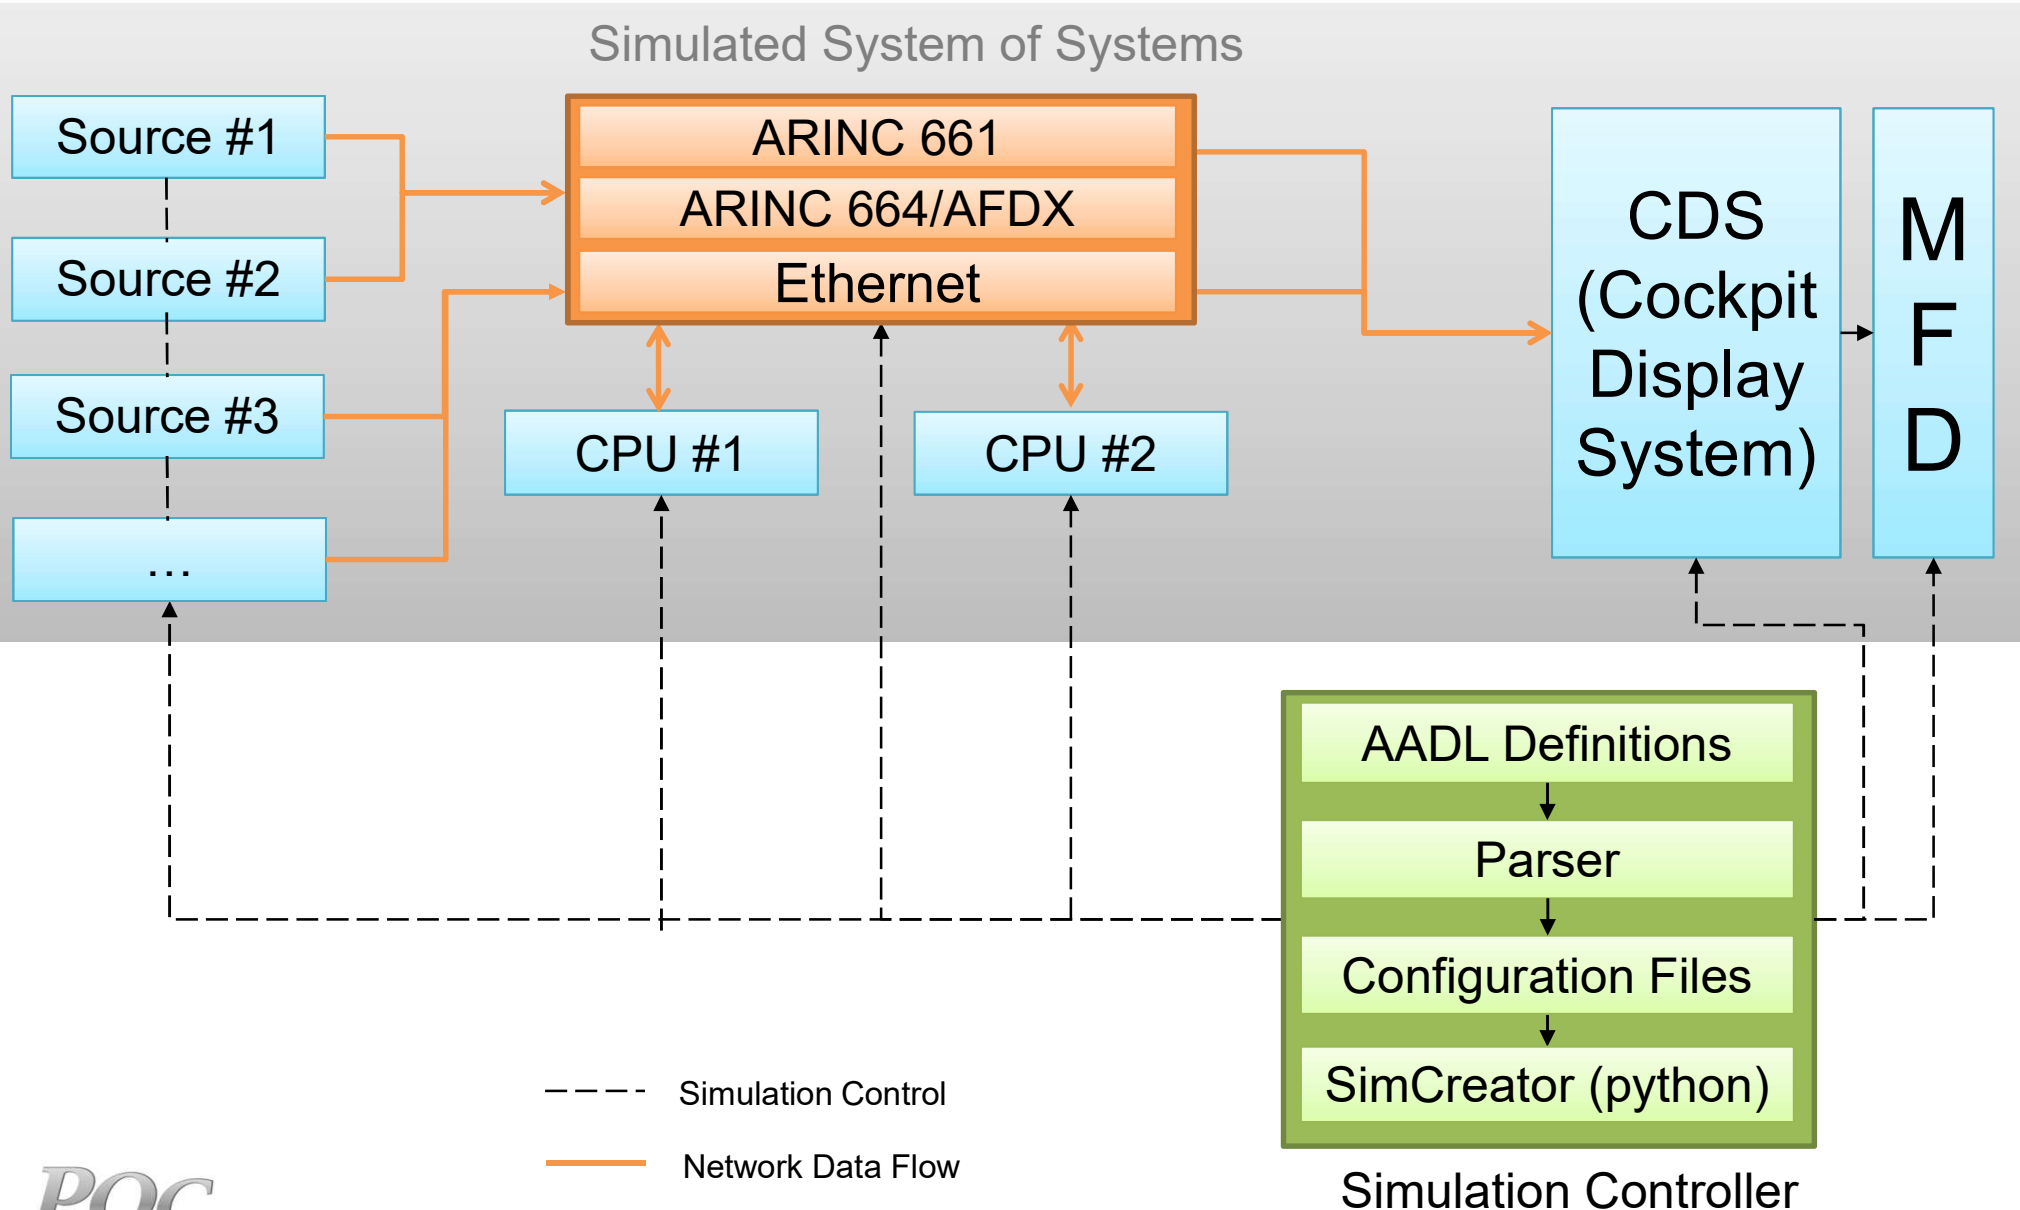 Simulated System of Systems
Source #1
Source #2
Source #3
...
ARINC 661
ARINC 664/AFDX
Ethernet
CPU #1
CPU #2
CDS
(Cockpit
Display
System)
M
F
D
AADL Definitions
Parser
Configuration Files
SimCreator (python)
Simulation Controller
Simulation Control
Network Data Flow
POC